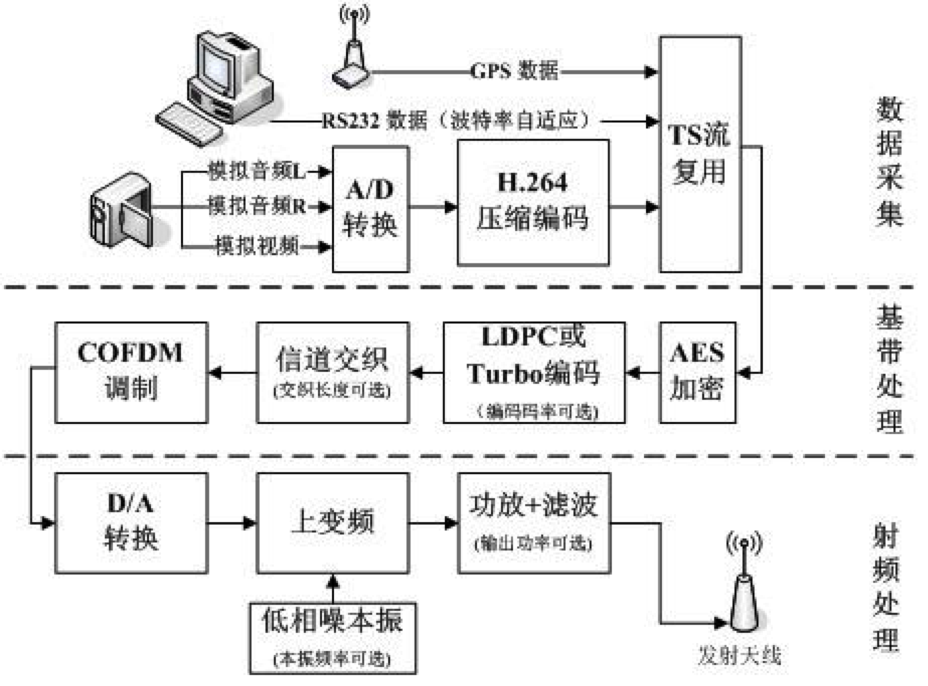 GPS 数据
RS232 数据（波特率自适应）
模拟音频L
模拟音频R
模拟视频
A/D
转换
H.264
压缩编码
TS流
复用
数据采集
COFDM
调制
信道交织
(交织长度可选)
LDPC或
Turbo编码
（编码码率可选)
AES
加密
基带处理
D/A
转换
上变频
功放+滤波
(输出功率可选)
低相噪本振
(本振频率可选)
发射天线
射频处理